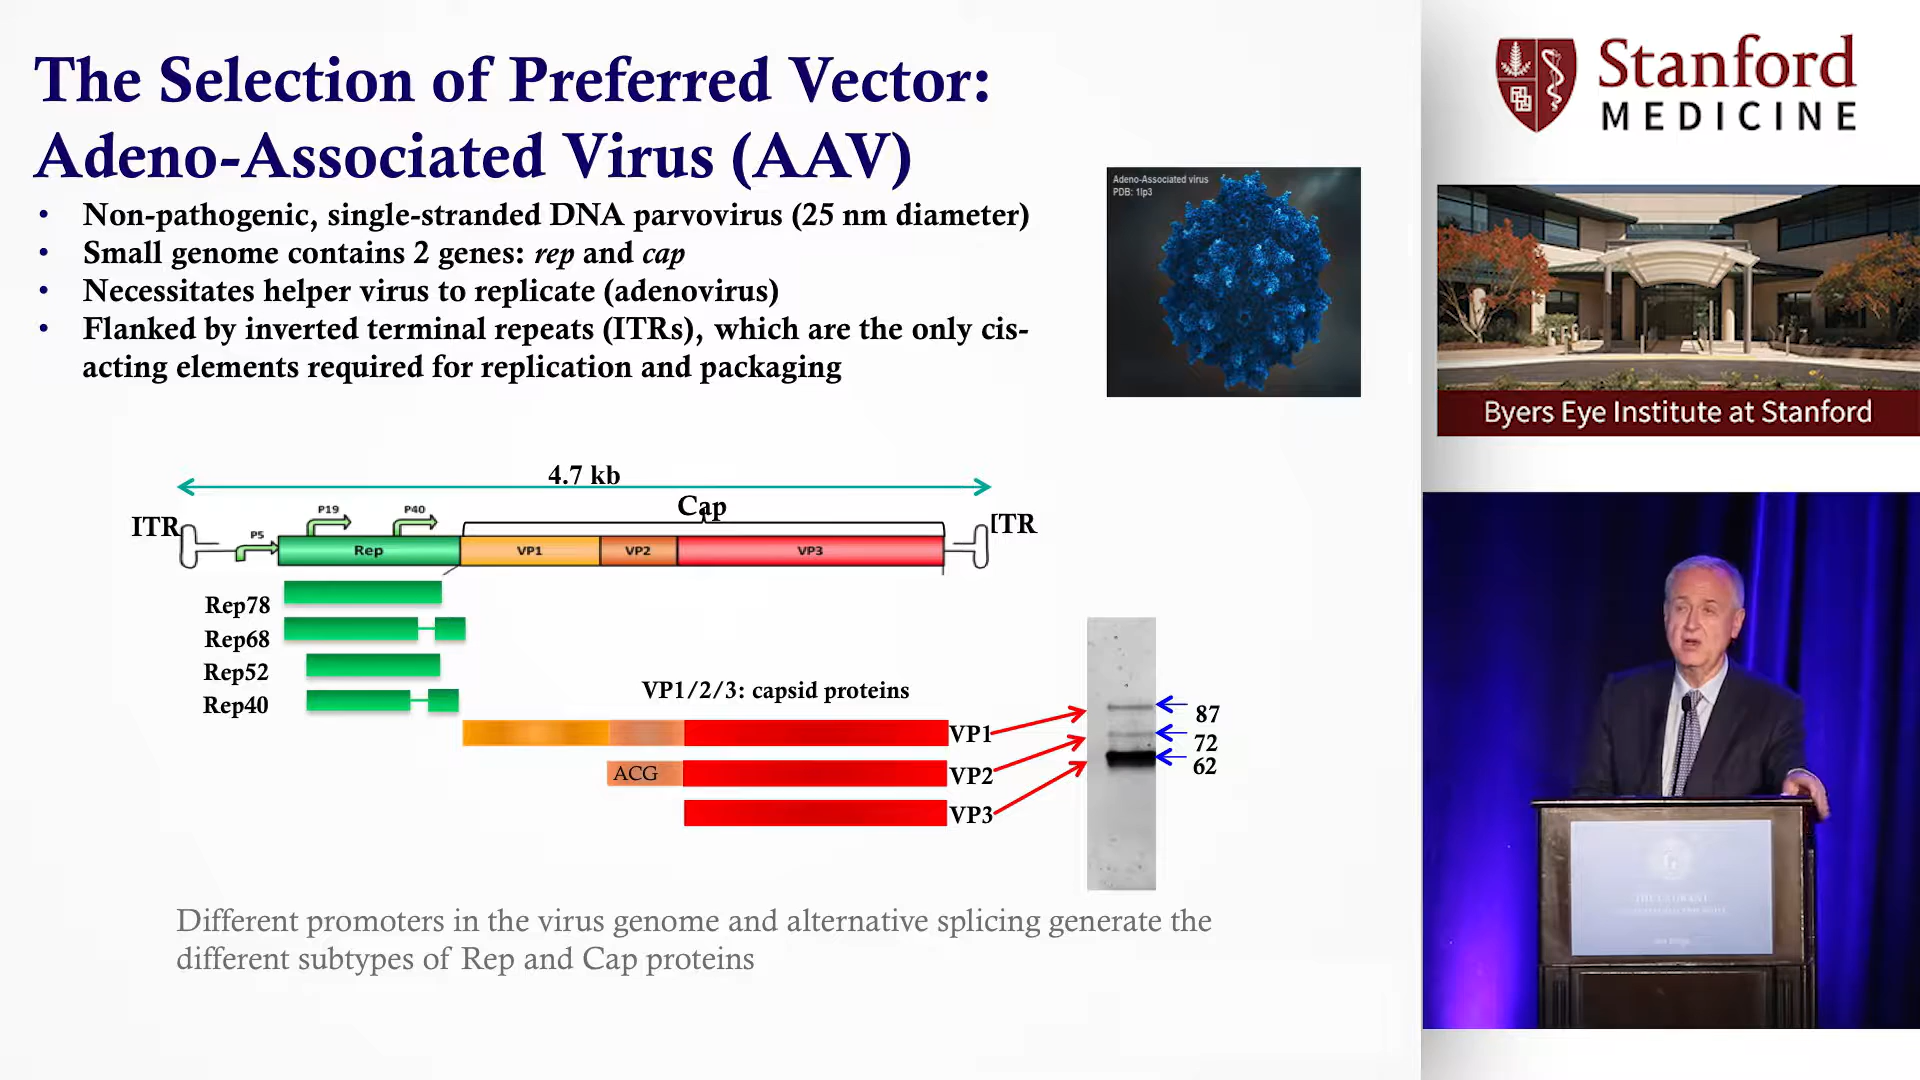 The Selection of Preferred Vector:
Adeno-Associated Virus (AAV)
• Non-pathogenic, single-stranded DNA parvovirus (25 nm diameter)
• Small genome contains 2 genes: rep and cap
• Necessitates helper virus to replicate (adenovirus)
• Flanked by inverted terminal repeats (ITRs), which are the only cis-
acting elements required for replication and packaging
Adeno-Associated virus
PDB: 1lp3
4.7 kb
Cap
ITR
P5
P19
P40
ITR
Rep
VP1
VP2
VP3
Rep78
Rep68
Rep52
Rep40
VP1/2/3: capsid proteins
VP1
ACG
VP2
VP3
87
72
62
Different promoters in the virus genome and alternative splicing generate the
different subtypes of Rep and Cap proteins
Stanford
MEDICINE
Byers Eye Institute at Stanford